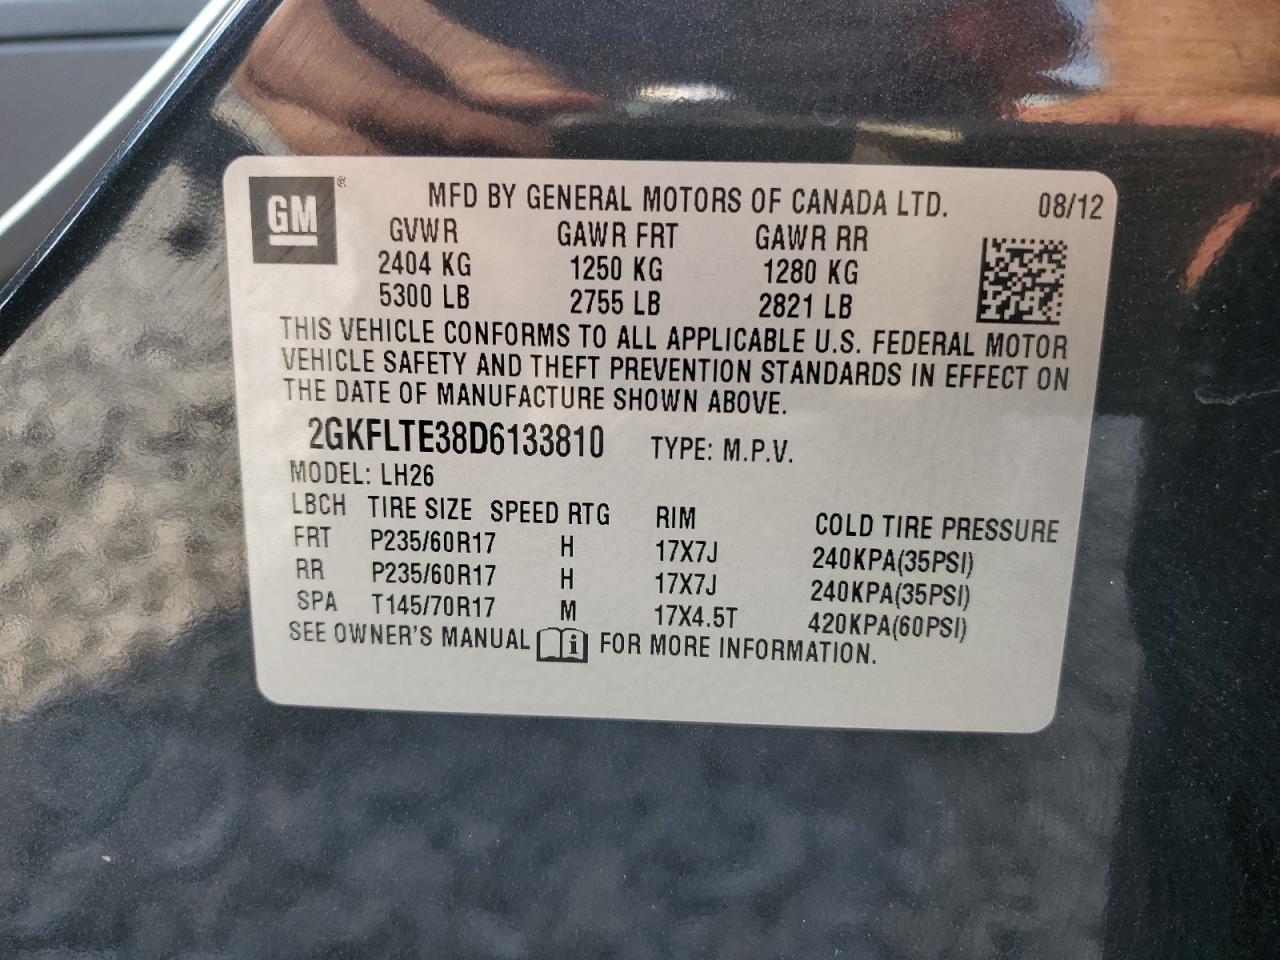 GM®
MFD BY GENERAL MOTORS OF CANADA LTD. 08/12
GVWR GAWR FRT GAWR RR
2404 KG 1250 KG 1280 KG
5300 LB 2755 LB 2821 LB
THIS VEHICLE CONFORMS TO ALL APPLICABLE U.S. FEDERAL MOTOR
VEHICLE SAFETY AND THEFT PREVENTION STANDARDS IN EFFECT ON
THE DATE OF MANUFACTURE SHOWN ABOVE.
2GKFLTE38D6133810 TYPE: M.P.V.
MODEL: LH26
LBCH TIRE SIZE SPEED RTG RIM COLD TIRE PRESSURE
FRT P235/60R17 H 17X7J 240KPA(35PSI)
RR P235/60R17 H 17X7J 240KPA(35PSI)
SPA T145/70R17 M 17X4.5T 420KPA(60PSI)
SEE OWNER'S MANUAL i FOR MORE INFORMATION.